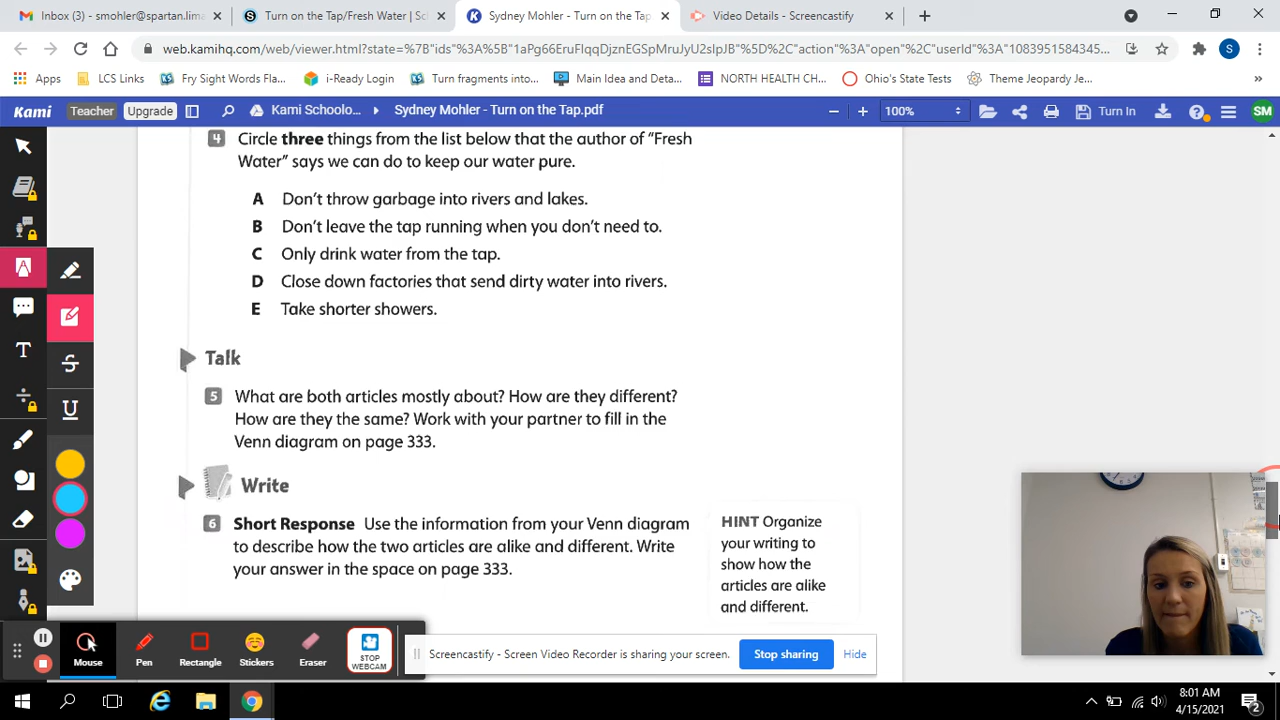 Inbox (3) - smohler@spartan.lima
Turn on the Tap/Fresh Water | Sc
Sydney Mohler - Turn on the Tap
Video Details - Screencastify
web.kamihq.com/web/viewer.html?state=%7B"ids"%3A%5B"1aPg66EruFIqqDjznEGSpMruJyU2slpJB"%5D%2C"action"%3A"open"%2C"userId"%3A"1083951584345...
S
Apps
LCS Links
Fry Sight Words Fla...
i-Ready Login
Turn fragments into...
Main Idea and Deta...
NORTH HEALTH CH...
Ohio's State Tests
Theme Jeopardy Je...
»
Kami
Teacher
Upgrade
Kami Schoolo...
Sydney Mohler - Turn on the Tap.pdf
100%
Turn In
SM
4 Circle three things from the list below that the author of "Fresh
Water" says we can do to keep our water pure.
A Don't throw garbage into rivers and lakes.
B Don't leave the tap running when you don't need to.
C Only drink water from the tap.
D Close down factories that send dirty water into rivers.
E Take shorter showers.
Talk
5 What are both articles mostly about? How are they different?
How are they the same? Work with your partner to fill in the
Venn diagram on page 333.
Write
6 Short Response Use the information from your Venn diagram
to describe how the two articles are alike and different. Write
your answer in the space on page 333.
HINT Organize
your writing to
show how the
articles are alike
and different.
Mouse
Pen
Rectangle
Stickers
Eraser
STOP
WEBCAM
Screencastify - Screen Video Recorder is sharing your screen.
Stop sharing
Hide
8:01 AM
4/15/2021
2